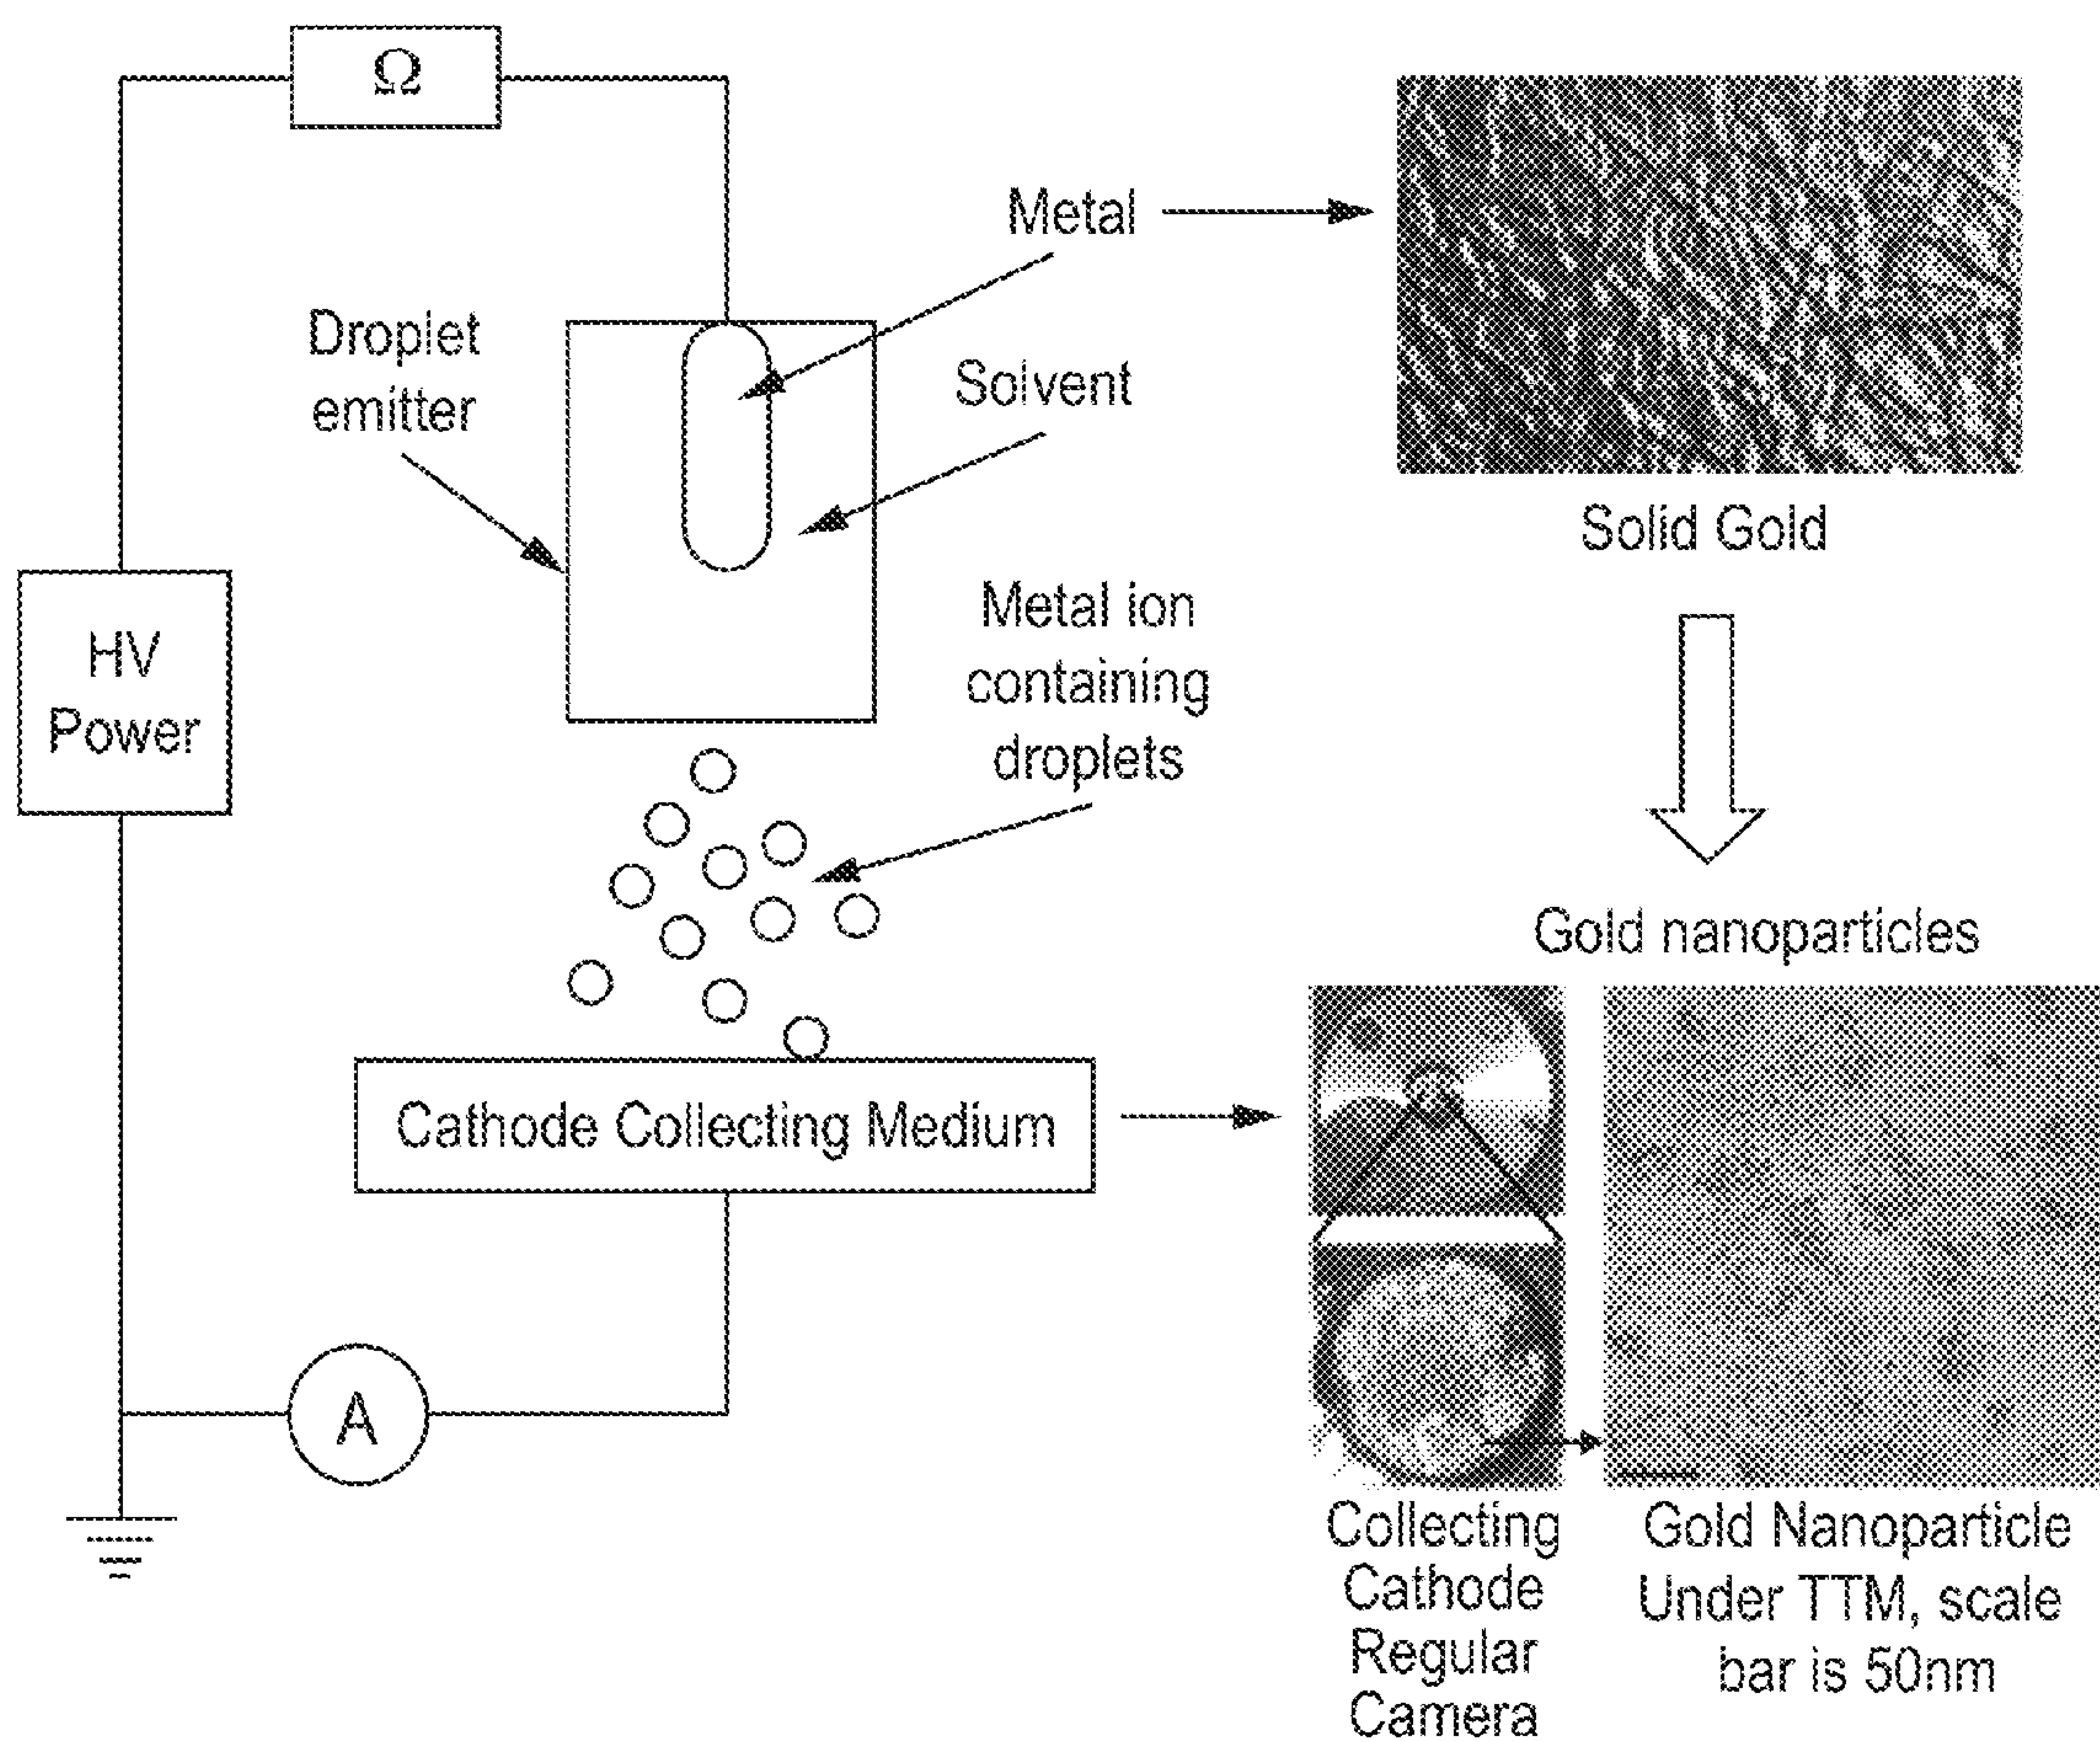 Ω
Metal
Droplet
emitter
Solvent
Solid Gold
HV
Power
Metal ion
containing
droplets
Gold nanoparticles
Cathode Collecting Medium
A
Collecting
Cathode
Regular
Camera
Gold Nanoparticle
Under TTM, scale
bar is 50nm